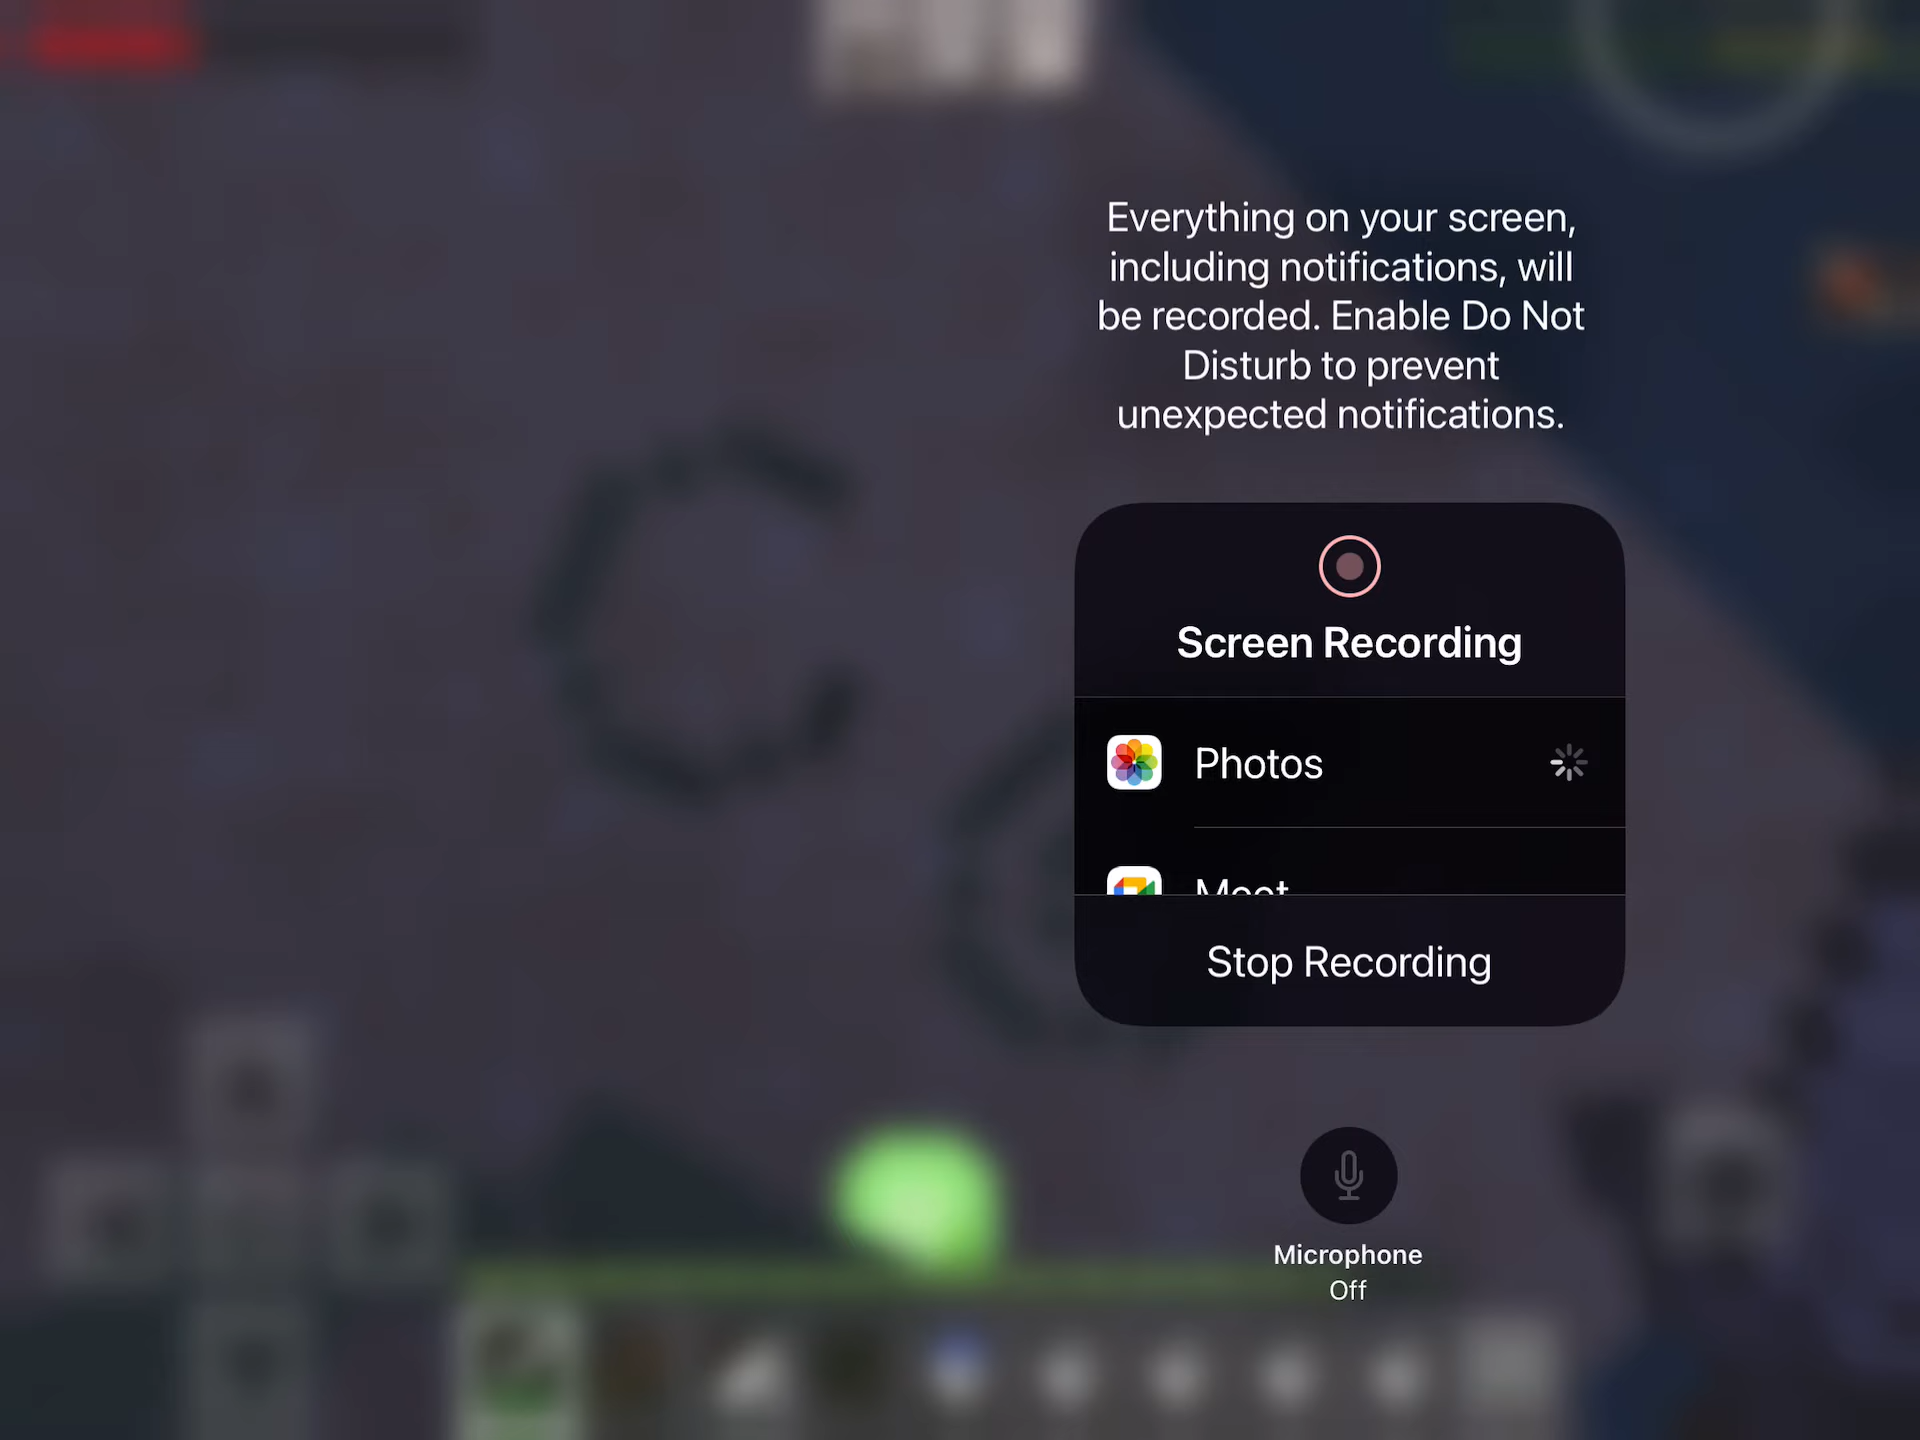 Everything on your screen,
including notifications, will
be recorded. Enable Do Not
Disturb to prevent
unexpected notifications.
Screen Recording
Photos
Meet
Stop Recording
Microphone
Off